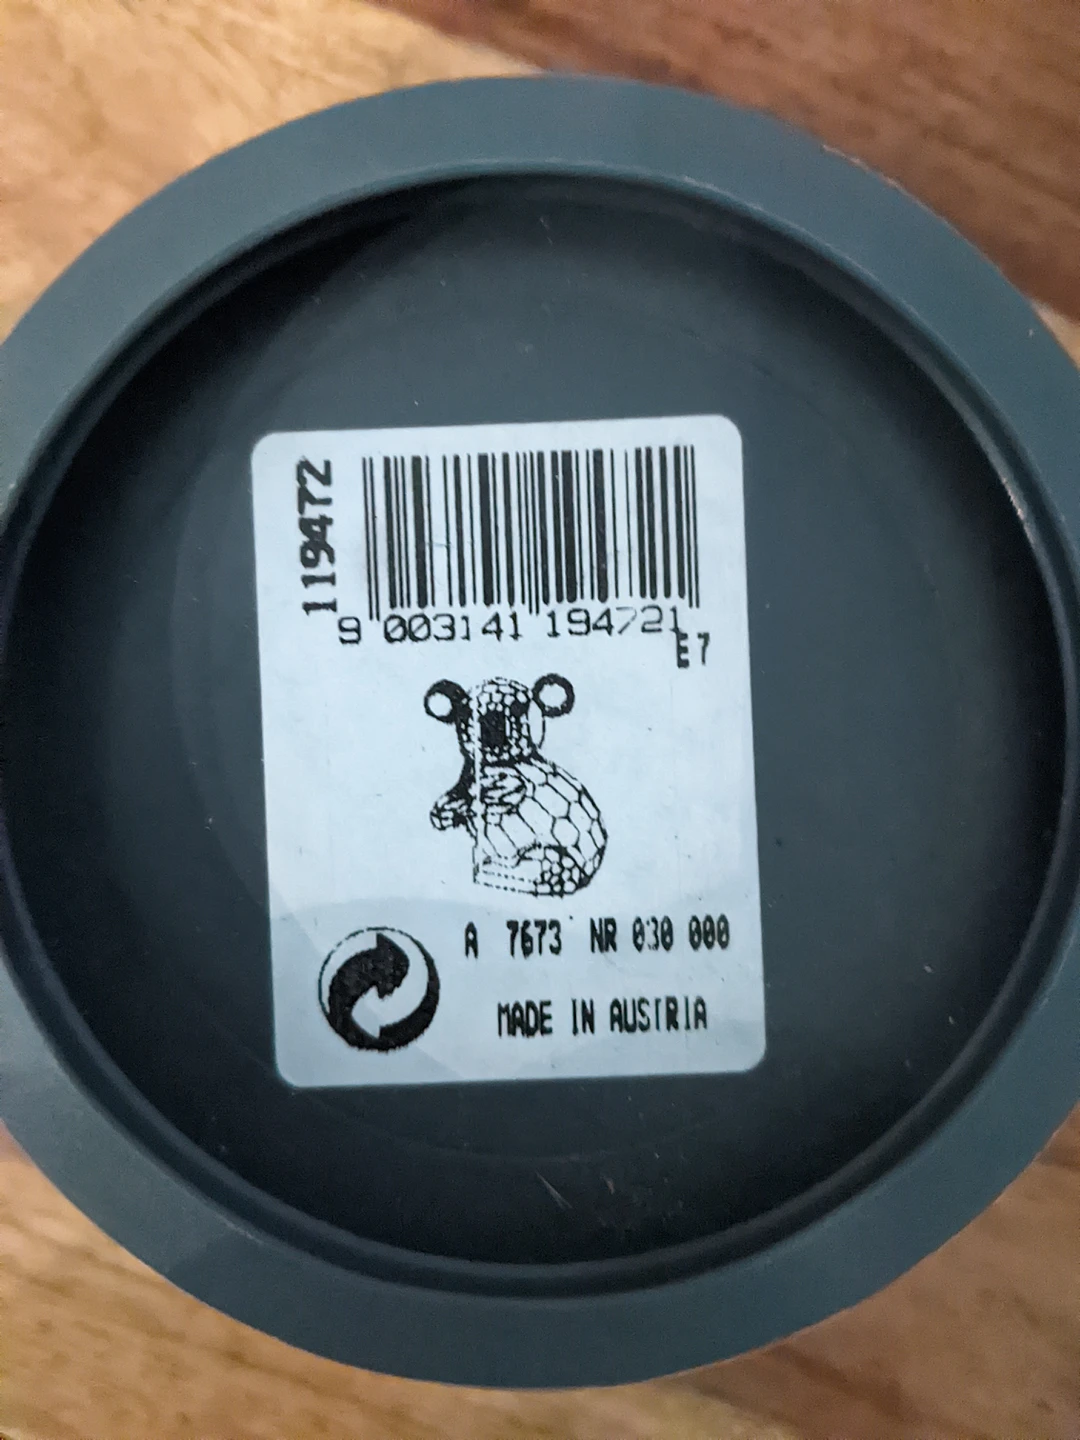 119472
9 003141 194721
E7
A 7673 NR 030 000
MADE IN AUSTRIA